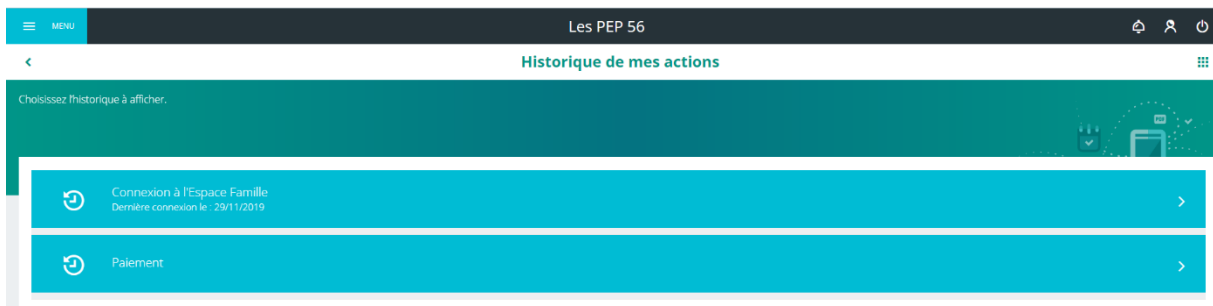 MENU
Les PEP 56
Historique de mes actions
Choisissez l'historique à afficher.
Connexion à l'Espace Famille
Dernière connexion le : 29/11/2019
Paiement